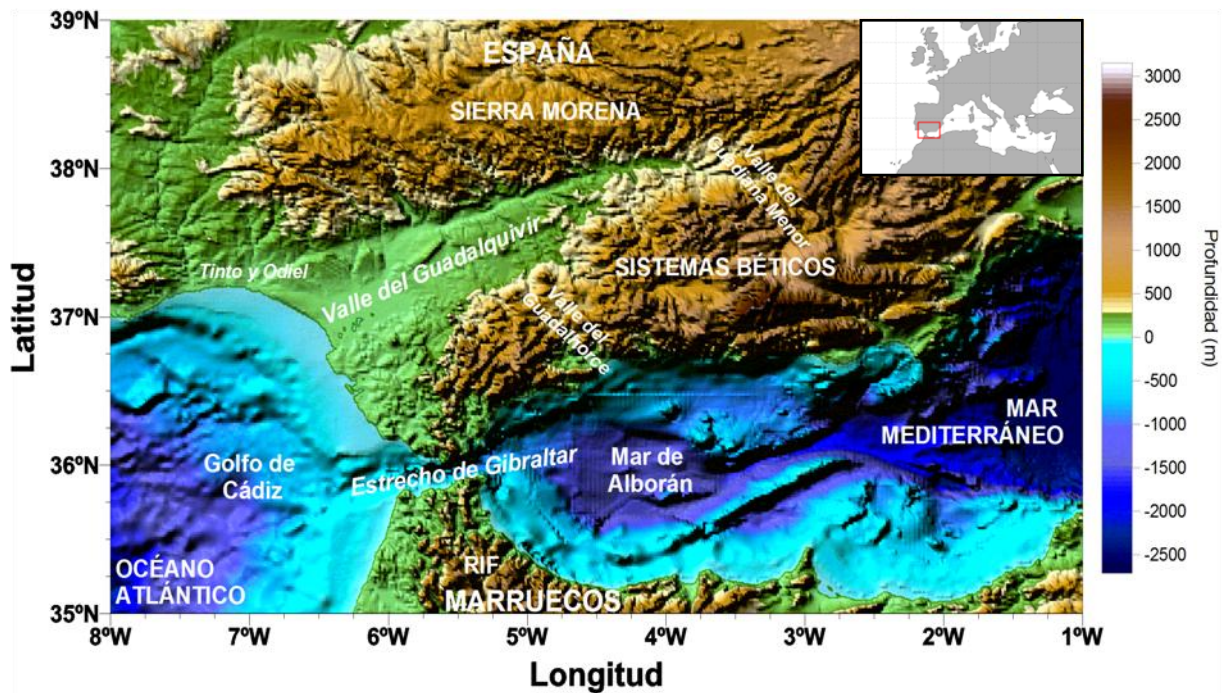 39ºN
38ºN
37ºN
36ºN
35ºN
Latitud
8ºW
7ºW
6ºW
5ºW
4ºW
3ºW
2ºW
1ºW
Longitud
ESPAÑA
SIERRA MORENA
Valle del
Guadiana Menor
Valle del Guadalquivir
Tinto y Odiel
SISTEMAS BÉTICOS
Valle del
Guadalhorce
MAR
MEDITERRÁNEO
Golfo de
Cádiz
Estrecho de Gibraltar
Mar de
Alborán
OCÉANO
ATLÁNTICO
RIF
MARRUECOS
3000
2500
2000
1500
1000
500
0
-500
-1000
-1500
-2000
-2500
Profundidad (m)